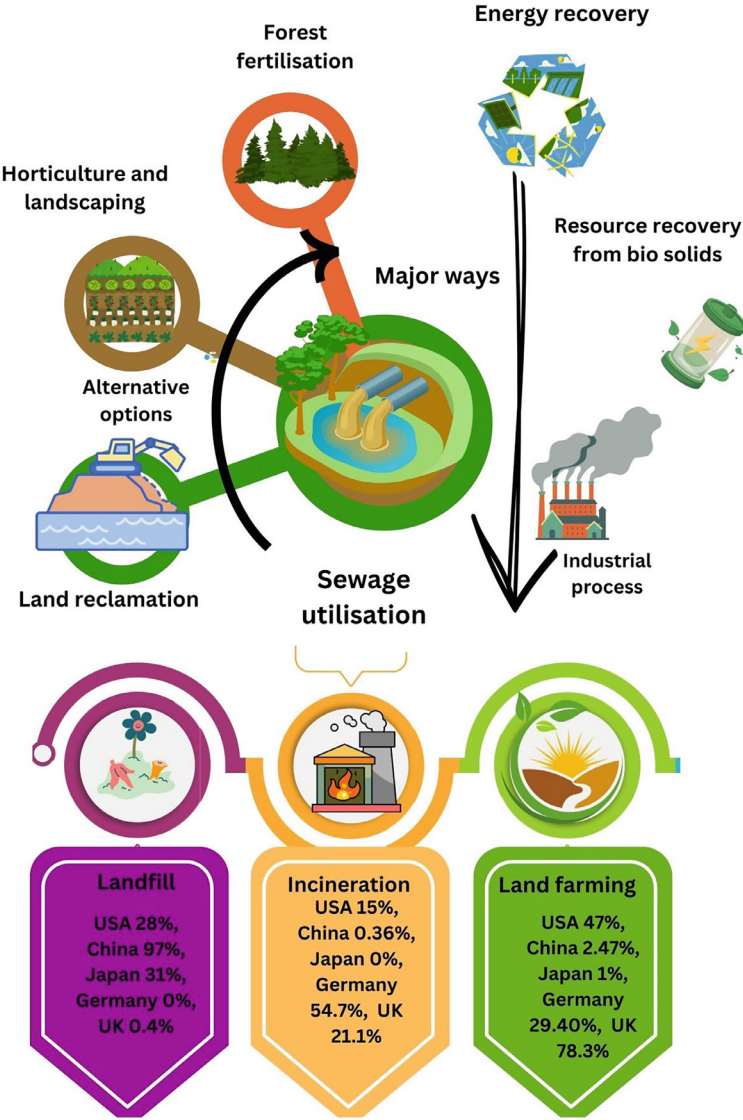 Energy recovery
Forest
fertilisation
Horticulture and
landscaping
Resource recovery
from bio solids
Major ways
Alternative
options
Industrial
process
Land reclamation
Sewage
utilisation
Landfill
USA 28%,
China 97%,
Japan 31%,
Germany 0%,
UK 0.4%
Incineration
USA 15%,
China 0.36%,
Japan 0%,
Germany
54.7%, UK
21.1%
Land farming
USA 47%,
China 2.47%,
Japan 1%,
Germany
29.40%, UK
78.3%